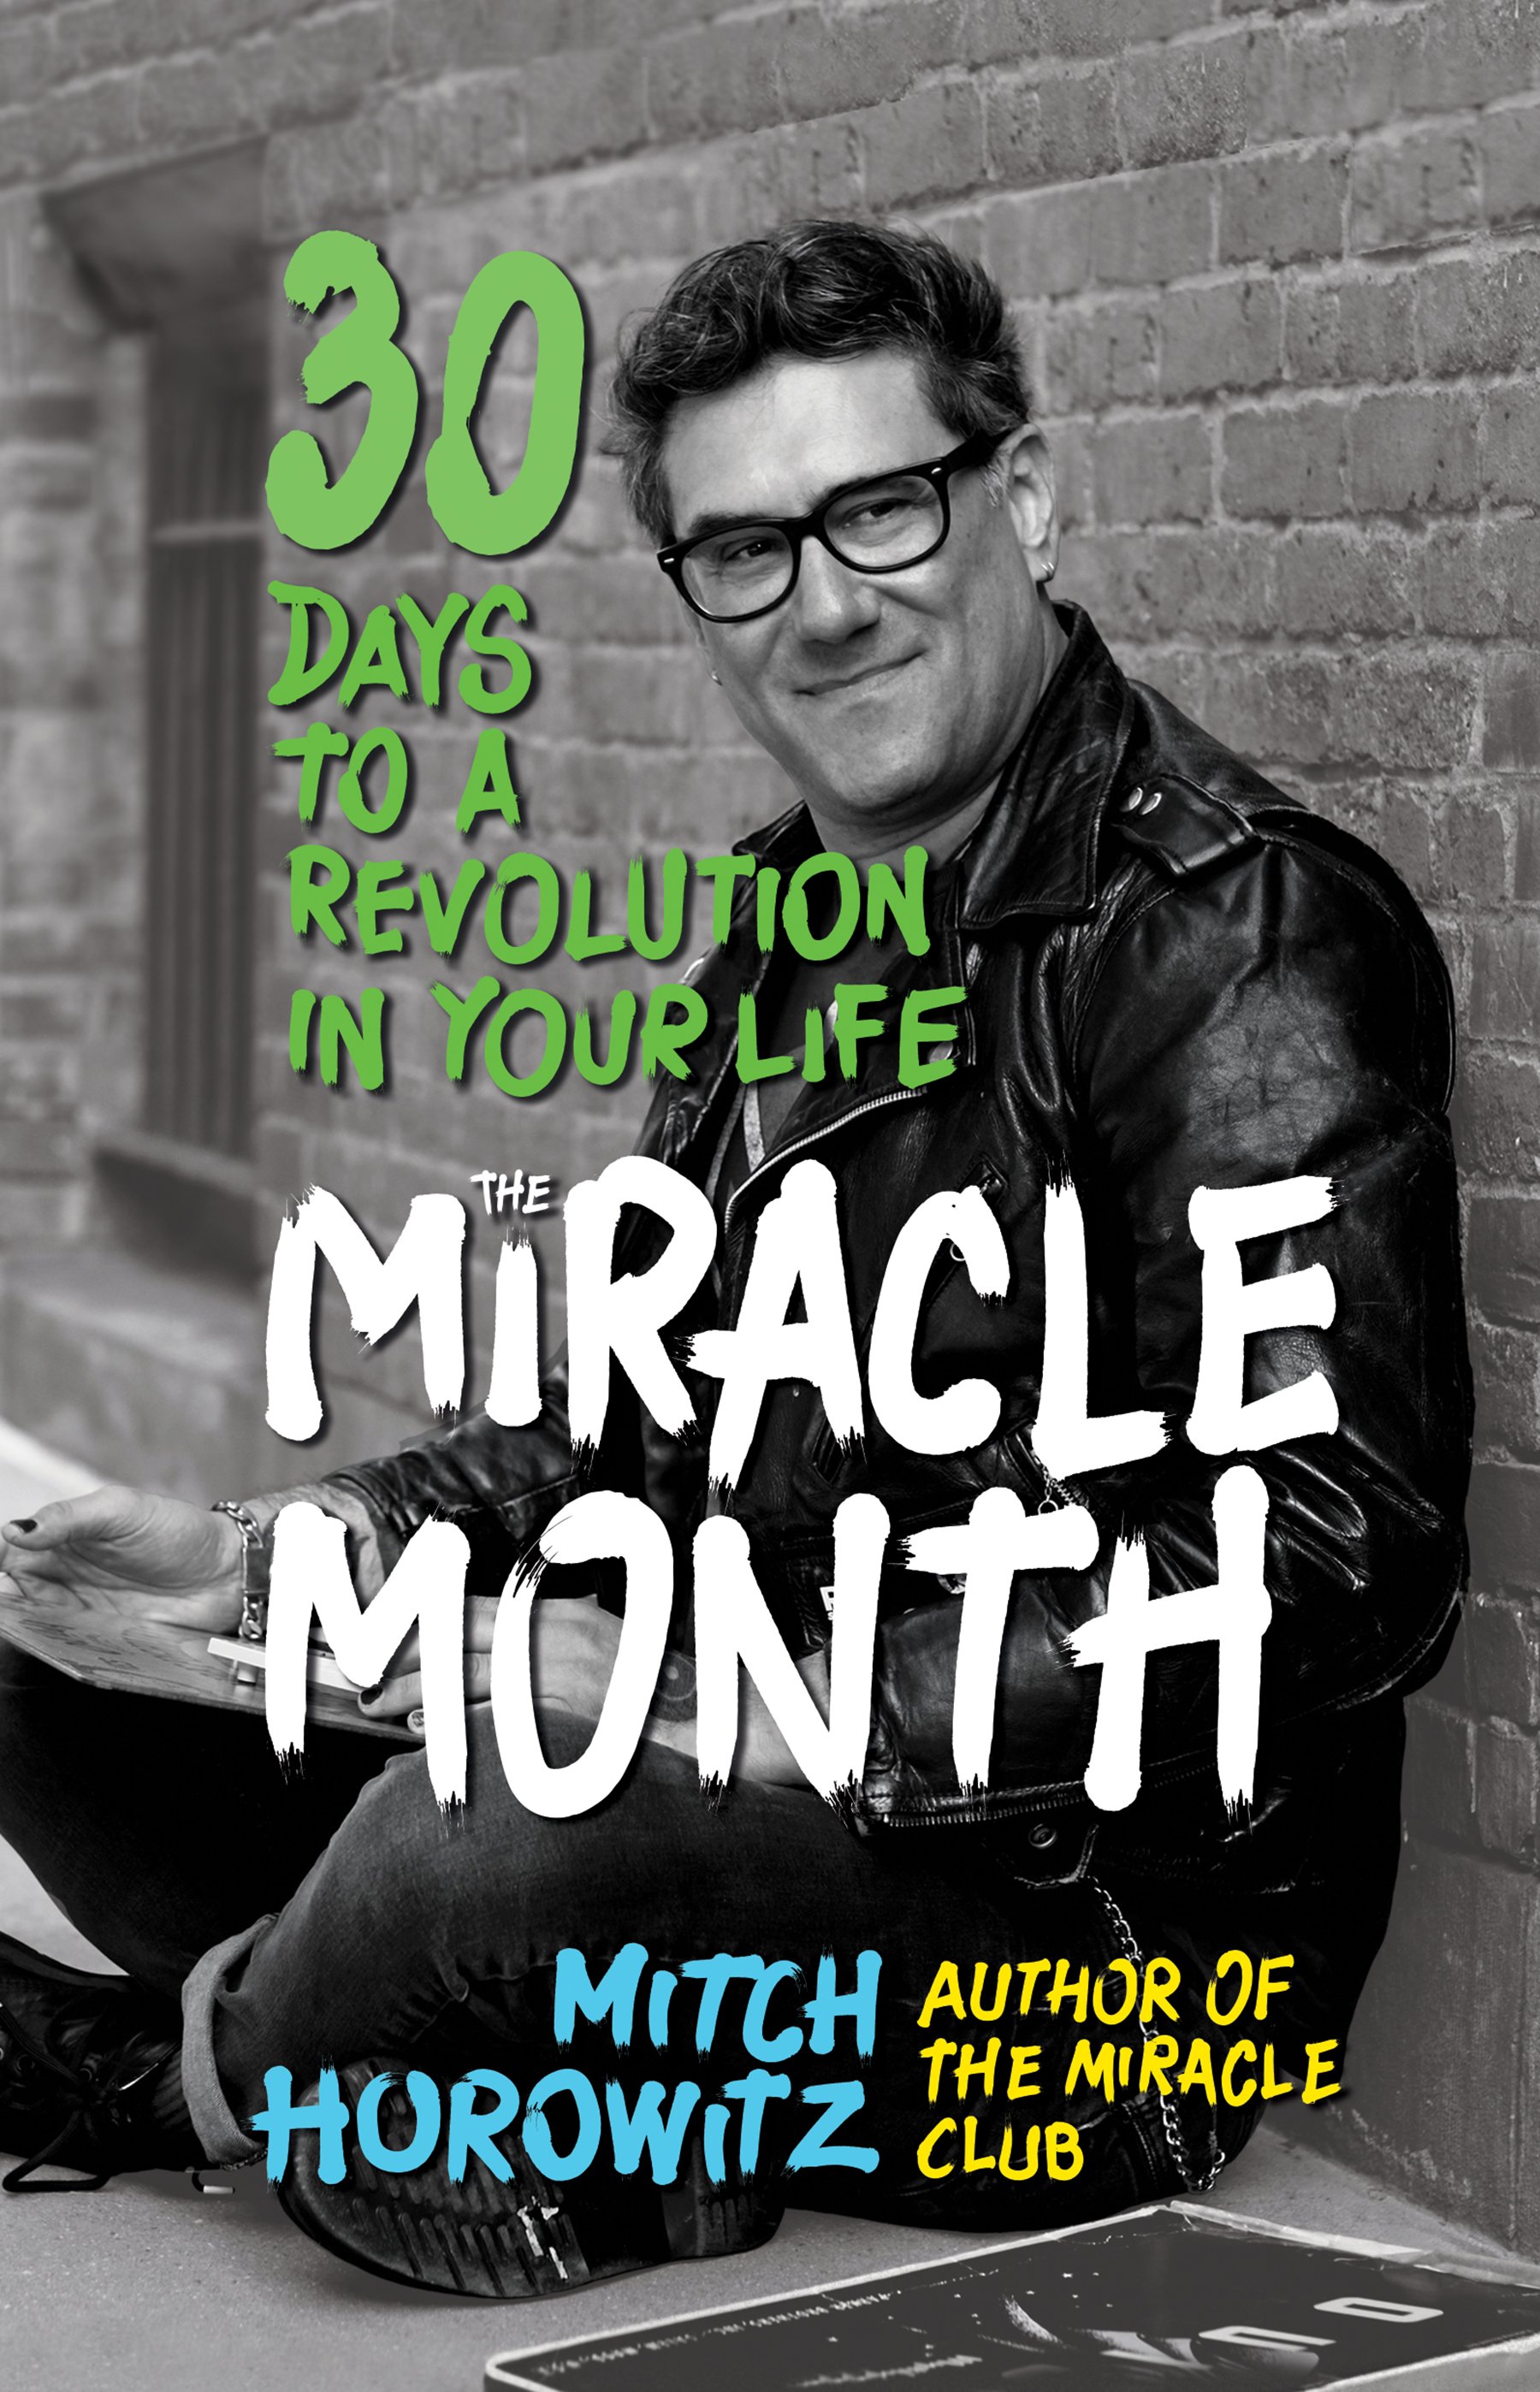 30
DAYS
TO A
REVOLUTION
IN YOUR LIFE
THE
MIRACLE
MONTH
MITCH
HOROWITZ
AUTHOR OF
THE MIRACLE
CLUB